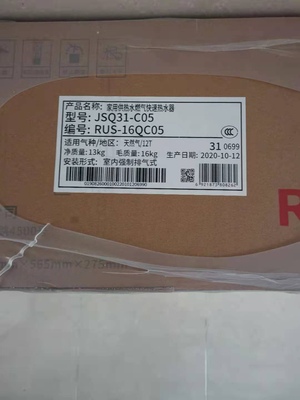 产品名称: 家用供热水燃气快速热水器
型号: JSQ31-C05
编号: RUS-16QC05
适用气种/地区: 天然气/12T
31 0699
净质量: 13kg 毛质量: 16kg 生产日期: 2020-10-12
安装形式: 室内强制排气式
R